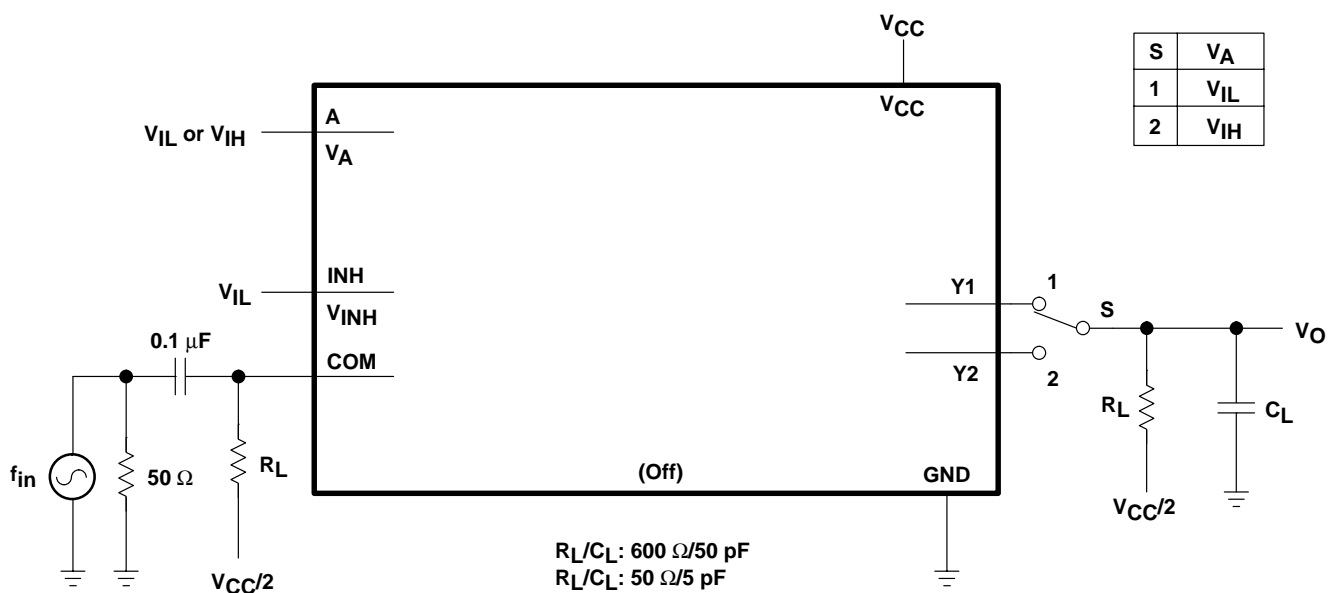 VCC
S VA
1 VIL
2 VIH
VCC
A
VIL or VIH
VA
INH
VIL
VINH
Y1
1
S
VO
0.1 μF
COM
Y2
2
RL
CL
fin
50 Ω
RL
(Off)
GND
VCC/2
VCC/2
RL/CL: 600 Ω/50 pF
RL/CL: 50 Ω/5 pF